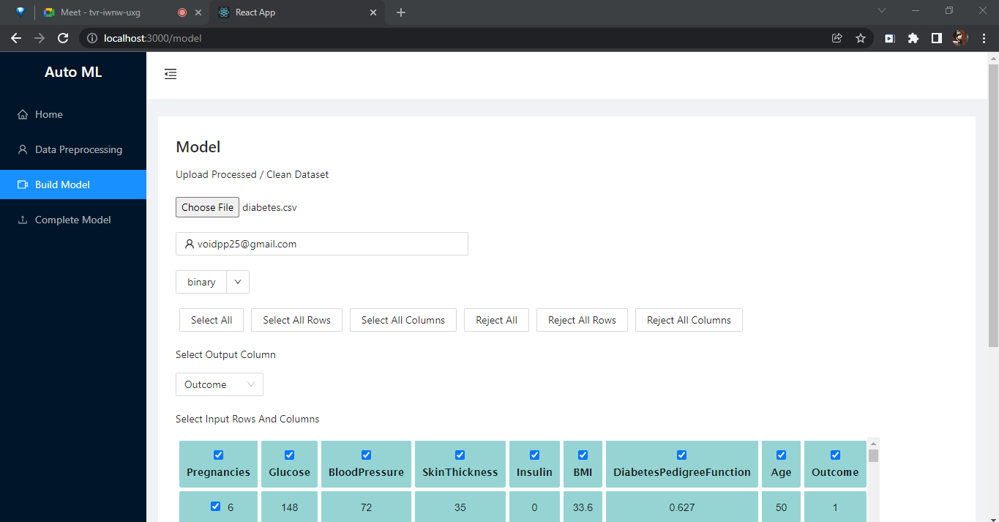 Meet - tvr-iwnw-uxg
React App
localhost:3000/model
Auto ML
Home
Data Preprocessing
Build Model
Complete Model
Model
Upload Processed / Clean Dataset
Choose File diabetes.csv
voidpp25@gmail.com
binary
Select All Select All Rows Select All Columns Reject All Reject All Rows Reject All Columns
Select Output Column
Outcome
Select Input Rows And Columns
Pregnancies Glucose BloodPressure SkinThickness Insulin BMI DiabetesPedigreeFunction Age Outcome
6 148 72 35 0 33.6 0.627 50 1